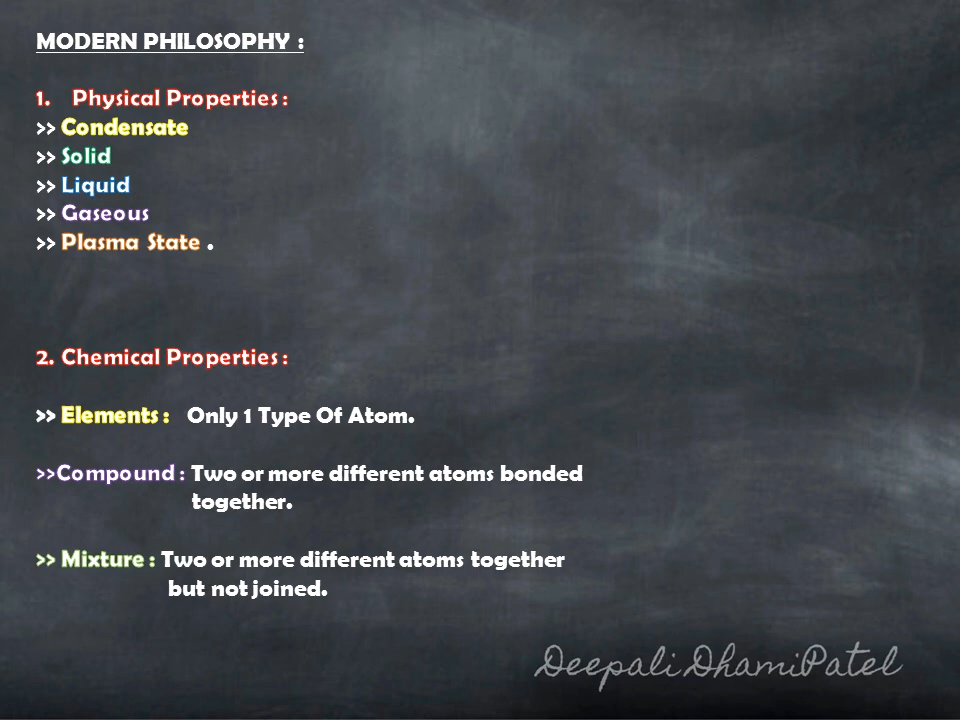 MODERN PHILOSOPHY :
1. Physical Properties :
>> Condensate
>> Solid
>> Liquid
>> Gaseous
>> Plasma State .
2. Chemical Properties :
>> Elements : Only 1 Type Of Atom.
>>Compound : Two or more different atoms bonded
together.
>> Mixture : Two or more different atoms together
but not joined.
Deepali DhamiPatel